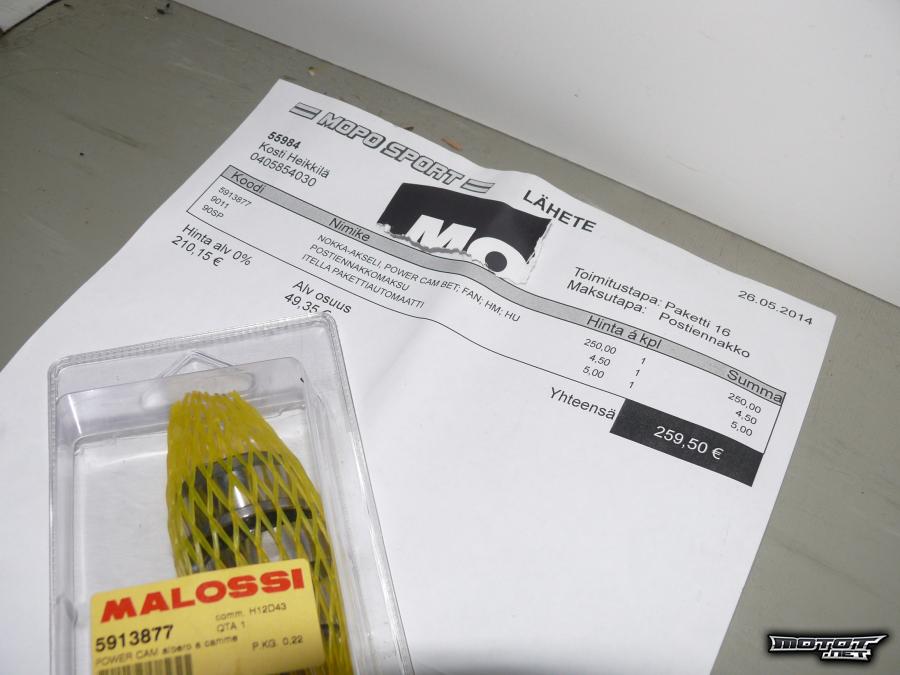 MOPO SPORT
LÄHETE
26.05.2014
55984
Kosti Heikkilä
0405854030
MO
Toimitustapa: Paketti 16
Maksutapa: Postiennakko
Koodi Nimike Hinta á kpl Summa
5913877 NOKKA-AKSELI, POWER CAM BET; FAN; HM; HU 250,00 1 250,00
9011 POSTIENNAKKOMAKSU 4,50 1 4,50
90SP ITELLA PAKETTIAUTOMAATTI 5,00 1 5,00
Hinta alv 0% Alv osuus Yhteensä
210,15 € 49,35 € 259,50 €
MALOSSI
comm. H12D43
5913877 QTA 1
POWER CAM albero a camme P.KG. 0,22
MOTOT
.NET